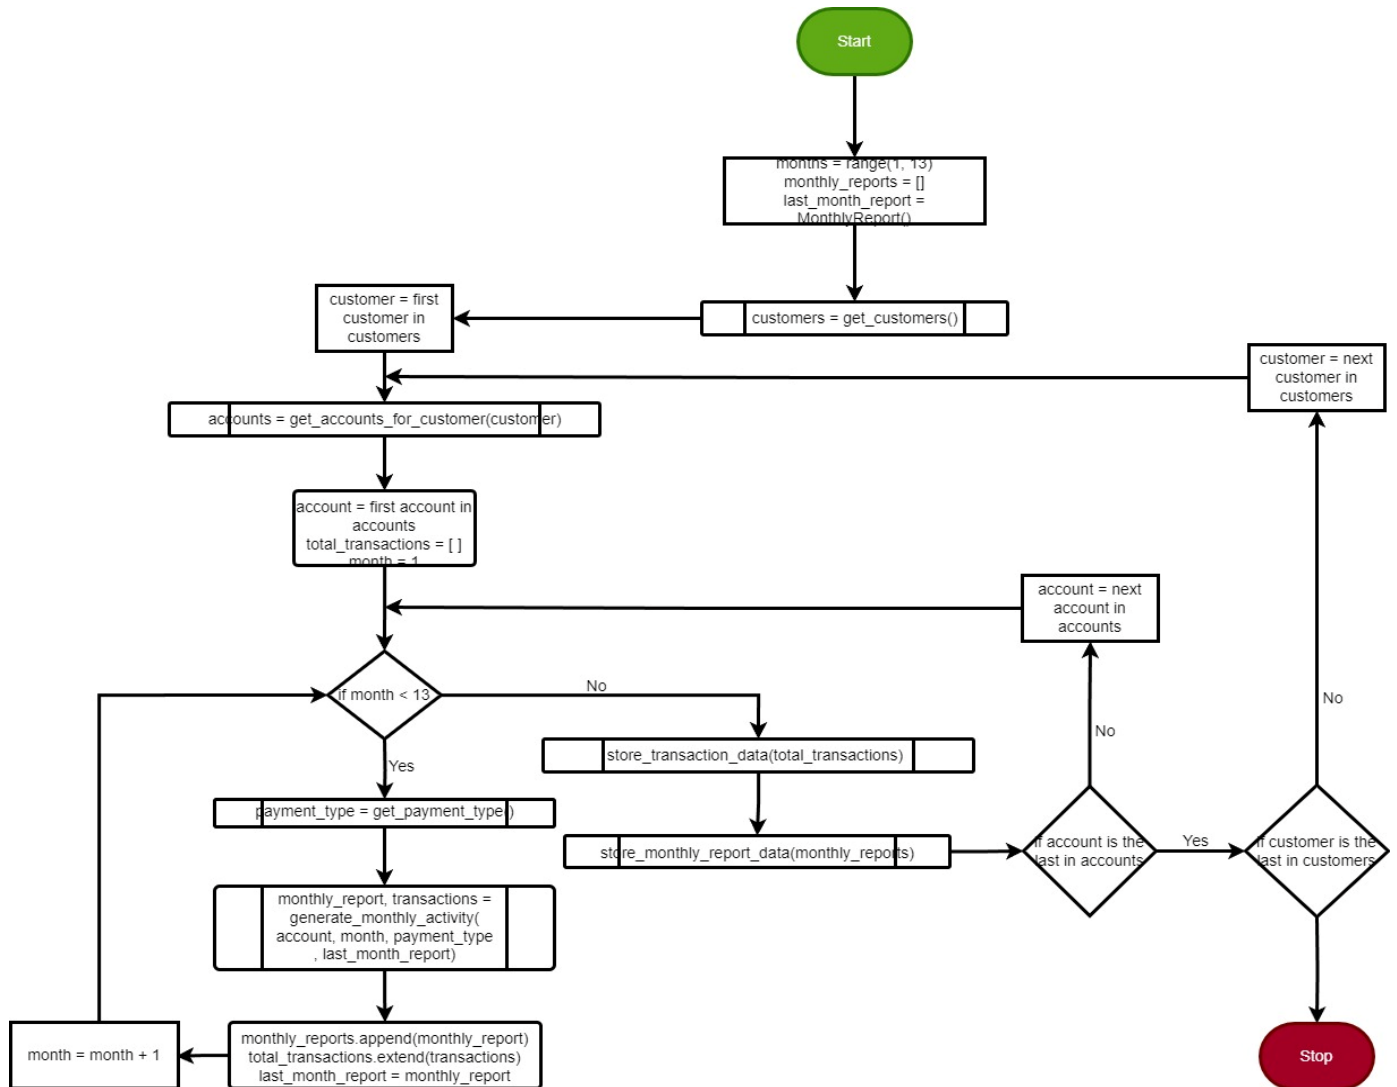 Start
months = range(1, 13)
monthly_reports = []
last_month_report =
MonthlyReport()
customers = get_customers()
customer = first
customer in
customers
customer = next
customer in
customers
accounts = get_accounts_for_customer(customer)
account = first account in
accounts
total_transactions = [ ]
month = 1
account = next
account in
accounts
if month < 13
No
Yes
store_transaction_data(total_transactions)
store_monthly_report_data(monthly_reports)
if account is the
last in accounts
No
Yes
if customer is the
last in customers
No
payment_type = get_payment_type()
monthly_report, transactions =
generate_monthly_activity(
account, month, payment_type
, last_month_report)
monthly_reports.append(monthly_report)
total_transactions.extend(transactions)
last_month_report = monthly_report
month = month + 1
Stop